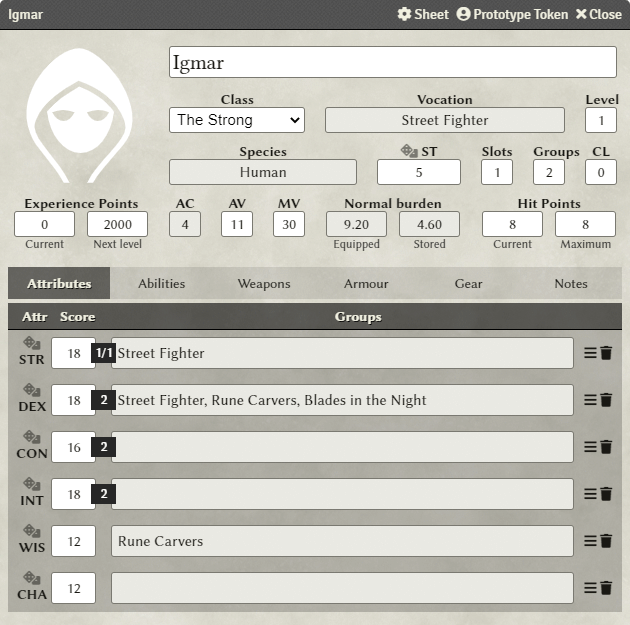 Igmar Sheet Prototype Token Close
Igmar
Class Vocation Level
The Strong Street Fighter 1
Species ST Slots Groups CL
Human 5 1 2 0
Experience Points AC AV MV Normal burden Hit Points
0 2000 4 11 30 9.20 4.60 8 8
Current Next level Equipped Stored Current Maximum
Attributes Abilities Weapons Armour Gear Notes
Attr Score Groups
STR 18 1/1 Street Fighter
DEX 18 2 Street Fighter, Rune Carvers, Blades in the Night
CON 16 2
INT 18 2
WIS 12 Rune Carvers
CHA 12